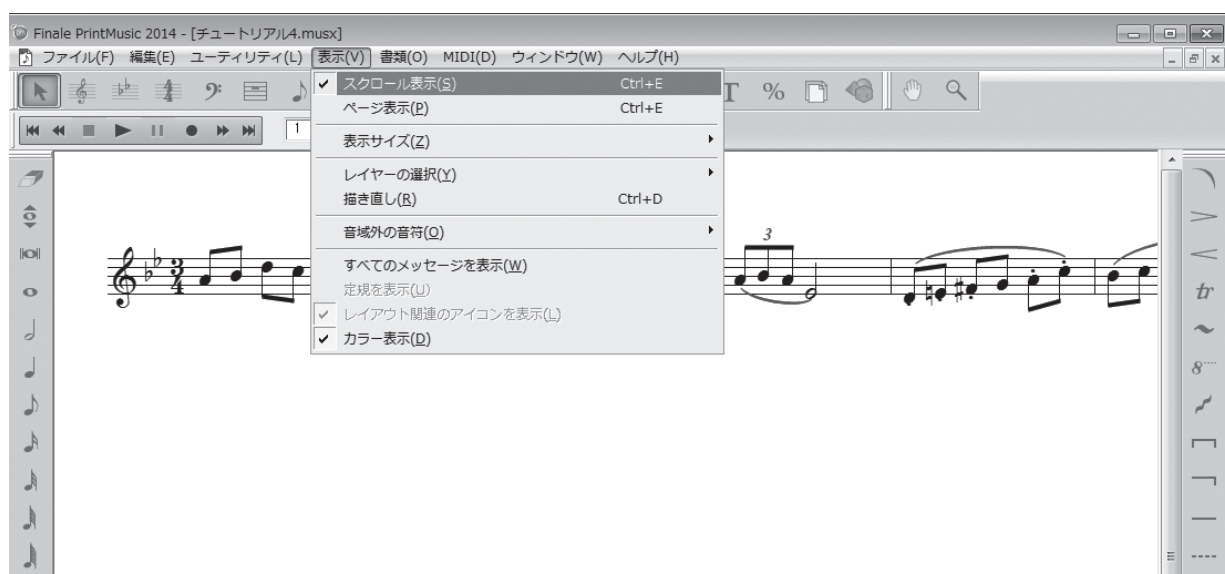 Finale PrintMusic 2014 - [チュートリアル4.musx]
ファイル(F) 編集(E) ユーティリティ(L) 表示(V) 書類(O) MIDI(D) ウィンドウ(W) ヘルプ(H)
スクロール表示(S) Ctrl+E
ページ表示(P) Ctrl+E
表示サイズ(Z)
レイヤーの選択(Y)
描き直し(R) Ctrl+D
音域外の音符(O)
すべてのメッセージを表示(W)
定規を表示(U)
レイアウト関連のアイコンを表示(L)
カラー表示(D)
T %
1
3
3
4
tr
8